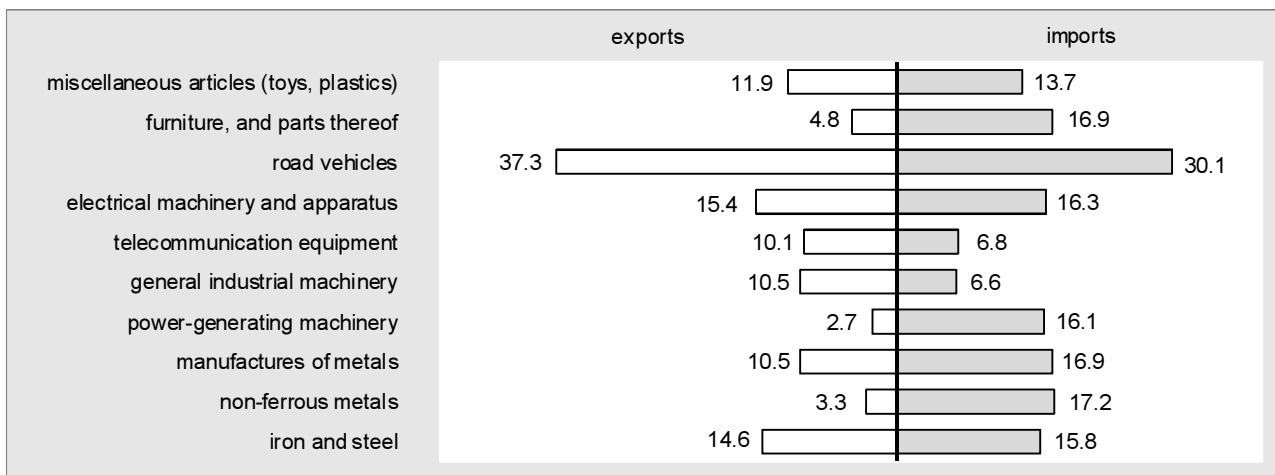 exports imports
miscellaneous articles (toys, plastics) 11.9 13.7
furniture, and parts thereof 4.8 16.9
road vehicles 37.3 30.1
electrical machinery and apparatus 15.4 16.3
telecommunication equipment 10.1 6.8
general industrial machinery 10.5 6.6
power-generating machinery 2.7 16.1
manufactures of metals 10.5 16.9
non-ferrous metals 3.3 17.2
iron and steel 14.6 15.8